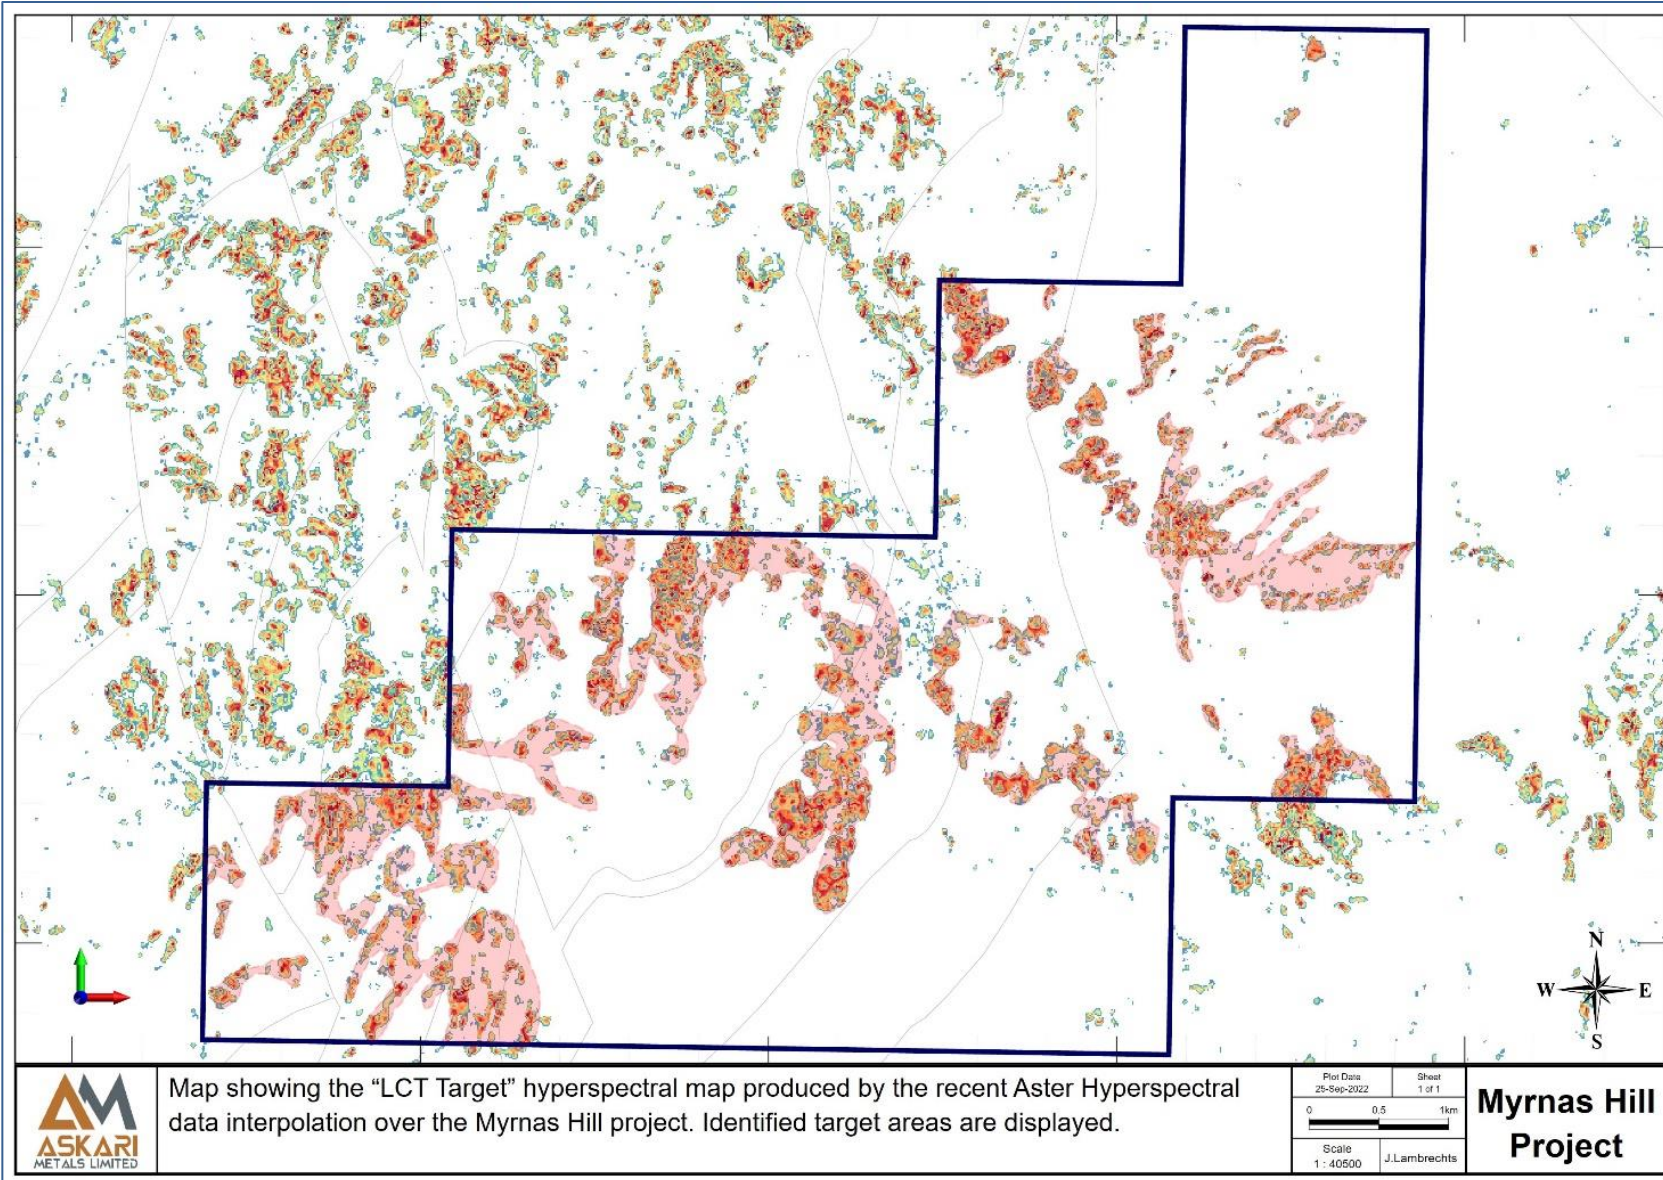 N
W E
S
AM
ASKARI
METALS LIMITED
Map showing the “LCT Target” hyperspectral map produced by the recent Aster Hyperspectral
data interpolation over the Myrnas Hill project. Identified target areas are displayed.
Plot Date
25-Sep-2022
Sheet
1 of 1
0 0.5 1km
Scale
1 : 40500
J.Lambrechts
Myrnas Hill
Project